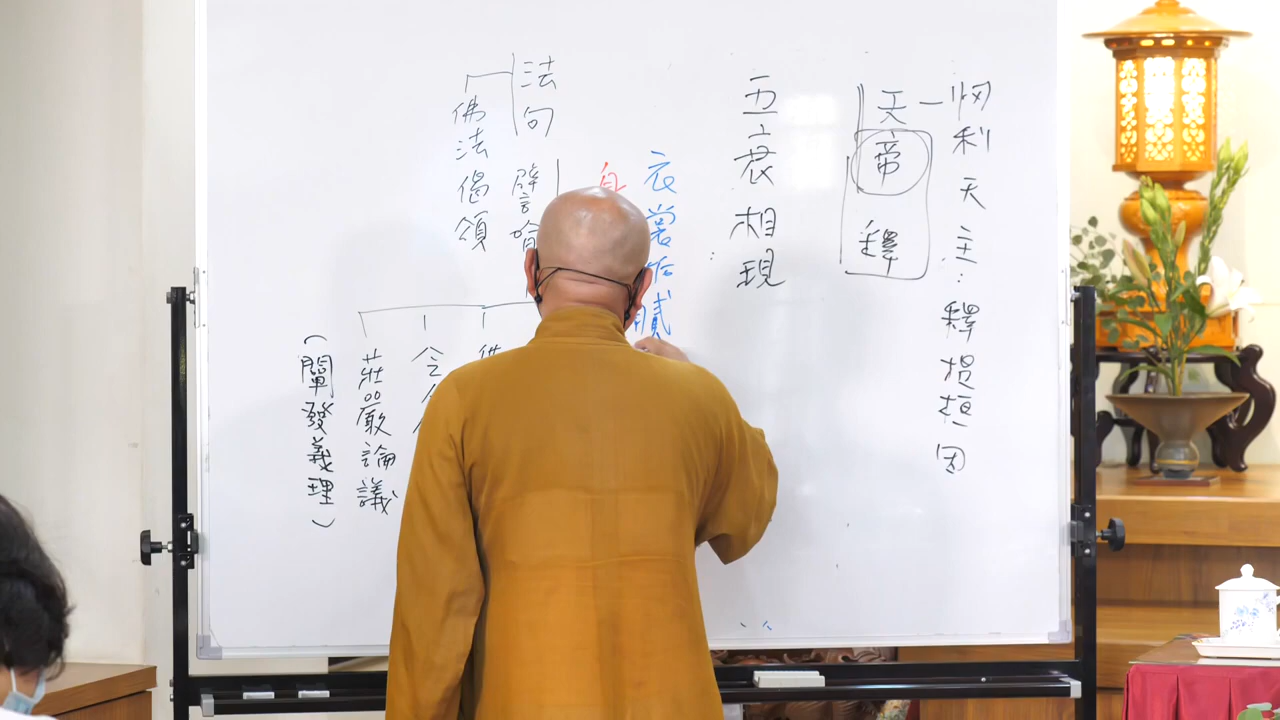 忉利天主:釋提桓因
天帝釋
五衰相現
衣裳垢膩
法句
譬喻
佛法偈頌
莊嚴論議
(闡發義理)